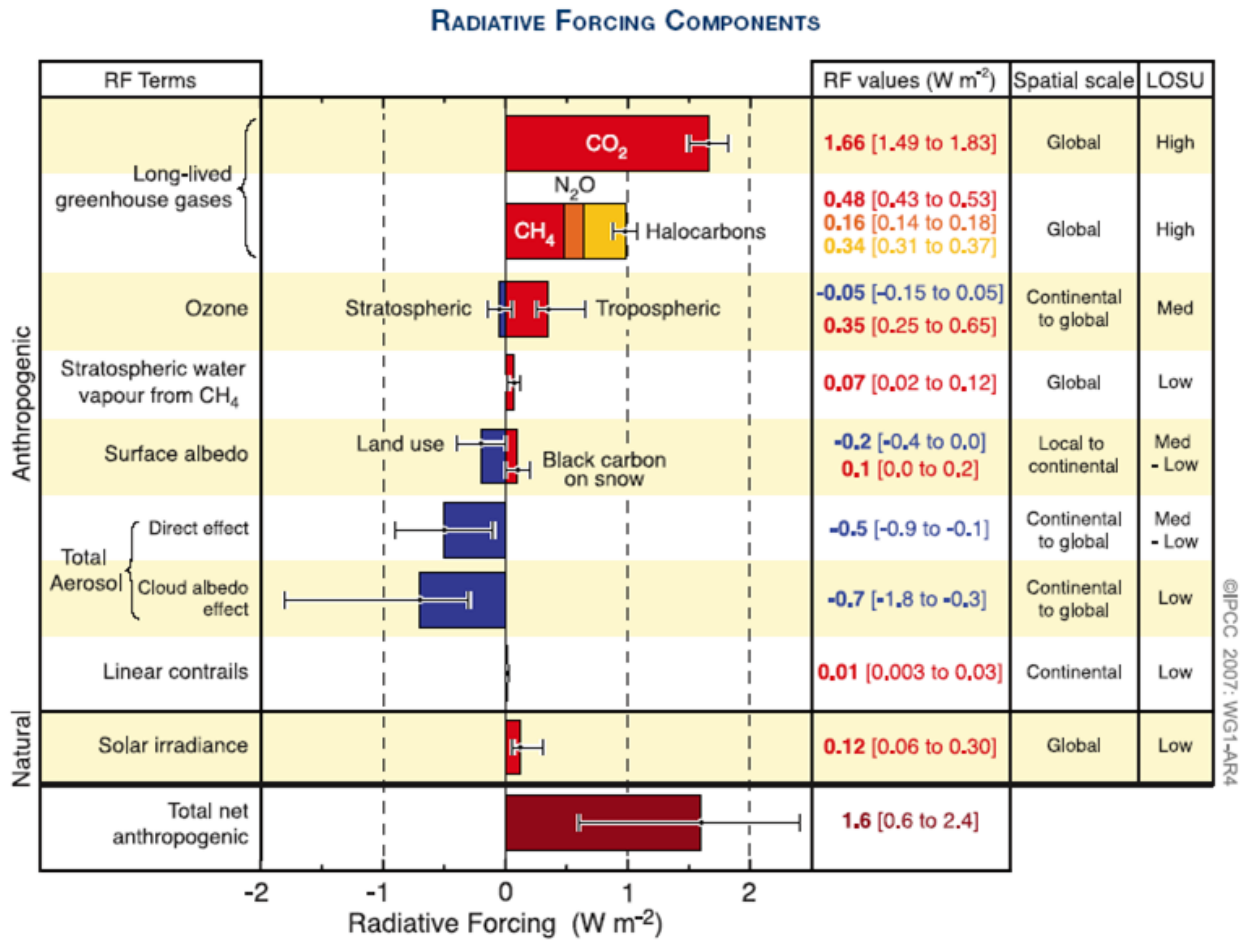 RADIATIVE FORCING COMPONENTS
RF Terms
RF values (W m⁻²)
Spatial scale
LOSU
Anthropogenic
Long-lived
greenhouse gases
CO₂
1.66 [1.49 to 1.83]
Global
High
N₂O
CH₄
Halocarbons
0.48 [0.43 to 0.53]
0.16 [0.14 to 0.18]
0.34 [0.31 to 0.37]
Global
High
Ozone
Stratospheric
Tropospheric
-0.05 [-0.15 to 0.05]
0.35 [0.25 to 0.65]
Continental
to global
Med
Stratospheric water
vapour from CH₄
0.07 [0.02 to 0.12]
Global
Low
Surface albedo
Land use
Black carbon
on snow
-0.2 [-0.4 to 0.0]
0.1 [0.0 to 0.2]
Local to
continental
Med
- Low
Total
Aerosol
Direct effect
-0.5 [-0.9 to -0.1]
Continental
to global
Med
- Low
Cloud albedo
effect
-0.7 [-1.8 to -0.3]
Continental
to global
Low
Linear contrails
0.01 [0.003 to 0.03]
Continental
Low
Natural
Solar irradiance
0.12 [0.06 to 0.30]
Global
Low
Total net
anthropogenic
1.6 [0.6 to 2.4]
-2 -1 0 1 2
Radiative Forcing (W m⁻²)
©IPCC 2007: WG1-AR4